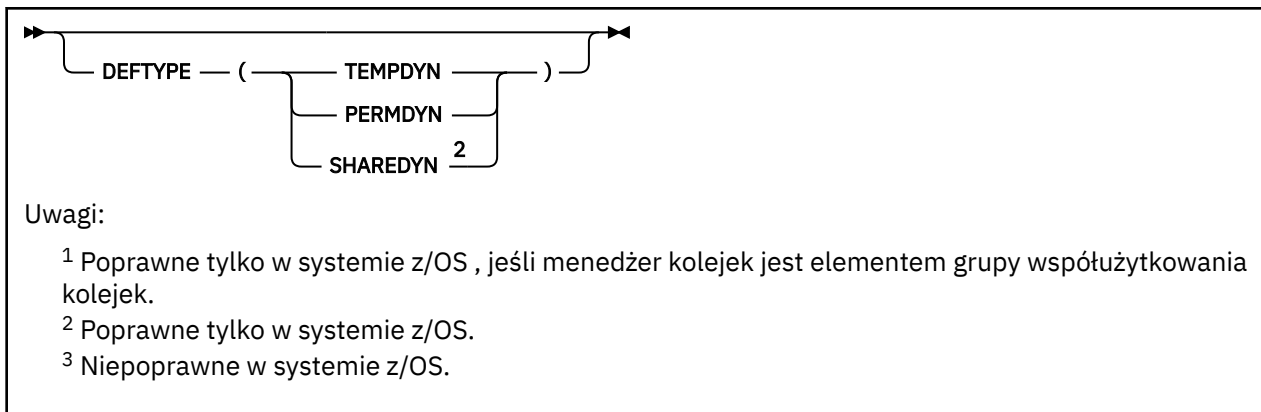 DEFTYPE ( TEMPDYN )
PERMDYN
SHAREDYN 2
Uwagi:
1 Poprawne tylko w systemie z/OS , jeśli menedżer kolejek jest elementem grupy współużytkowania
kolejek.
2 Poprawne tylko w systemie z/OS.
3 Niepoprawne w systemie z/OS.